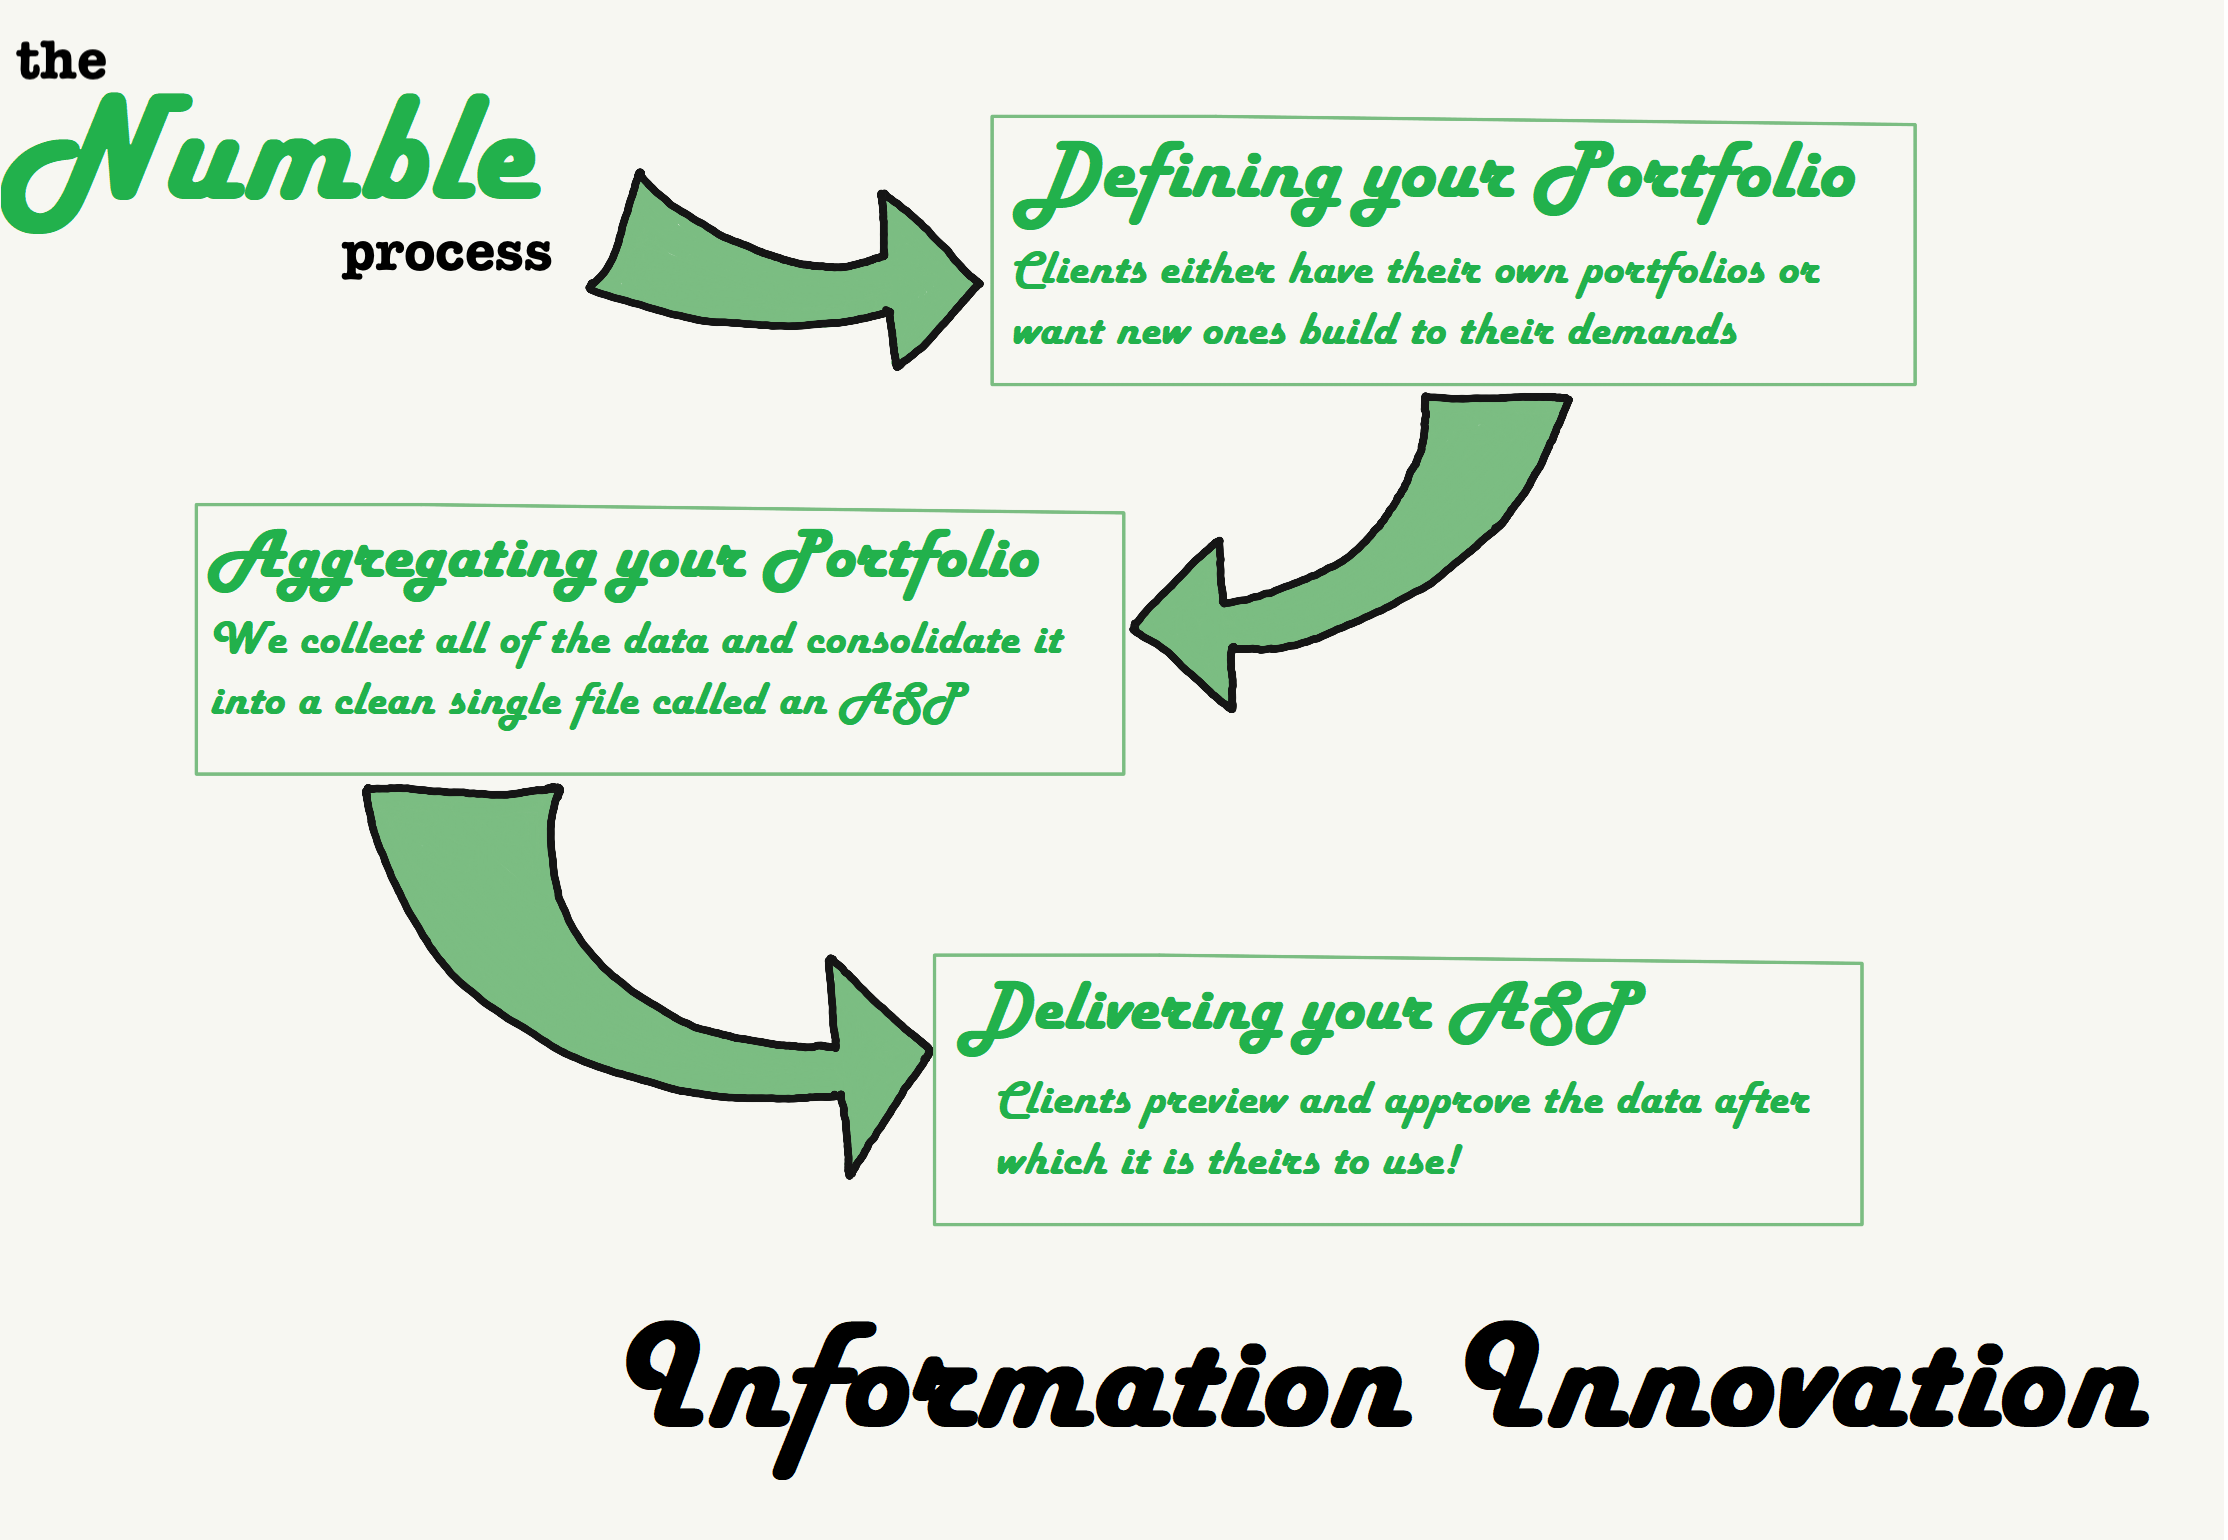 the
Numble
process
Defining your Portfolio
Clients either have their own portfolios or
want new ones build to their demands
Aggregating your Portfolio
We collect all of the data and consolidate it
into a clean single file called an ASP
Delivering your ASP
Clients preview and approve the data after
which it is theirs to use!
Information Innovation